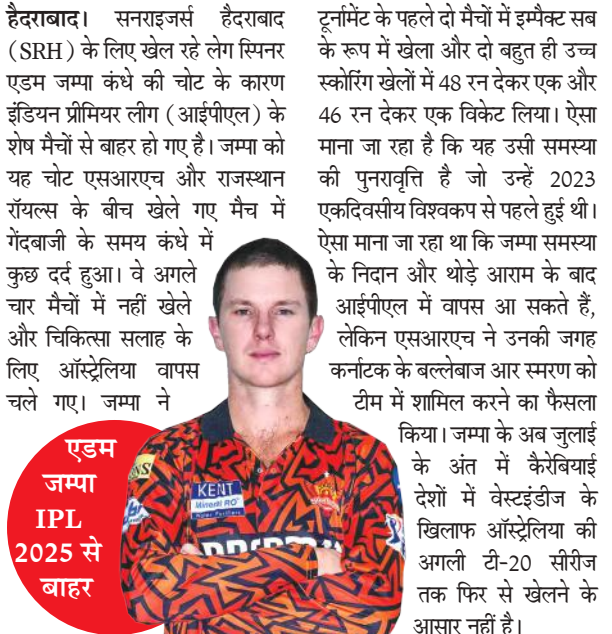 हैदराबाद। सनराइजर्स हैदराबाद
(SRH) के लिए खेल रहे लेग स्पिनर
एडम जम्पा कंधे की चोट के कारण
इंडियन प्रीमियर लीग (आईपीएल) के
शेष मैचों से बाहर हो गए है। जम्पा को
यह चोट एसआरएच और राजस्थान
रॉयल्स के बीच खेले गए मैच में
गेंदबाजी के समय कंधे में
कुछ दर्द हुआ। वे अगले
चार मैचों में नहीं खेले
और चिकित्सा सलाह के
लिए ऑस्ट्रेलिया वापस
चले गए। जम्पा ने
टूर्नामेंट के पहले दो मैचों में इम्पैक्ट सब
के रूप में खेला और दो बहुत ही उच्च
स्कोरिंग खेलों में 48 रन देकर एक और
46 रन देकर एक विकेट लिया। ऐसा
माना जा रहा है कि यह उसी समस्या
की पुनरावृत्ति है जो उन्हें 2023
एकदिवसीय विश्वकप से पहले हुई थी।
ऐसा माना जा रहा था कि जम्पा समस्या
के निदान और थोड़े आराम के बाद
आईपीएल में वापस आ सकते हैं,
लेकिन एसआरएच ने उनकी जगह
कर्नाटक के बल्लेबाज आर स्मरण को
टीम में शामिल करने का फैसला
किया। जम्पा के अब जुलाई
के अंत में कैरेबियाई
देशों में वेस्टइंडीज के
खिलाफ ऑस्ट्रेलिया की
अगली टी-20 सीरीज
तक फिर से खेलने के
आसार नहीं है।
एडम
जम्पा
IPL
2025 से
बाहर
KENT
Mineral RO